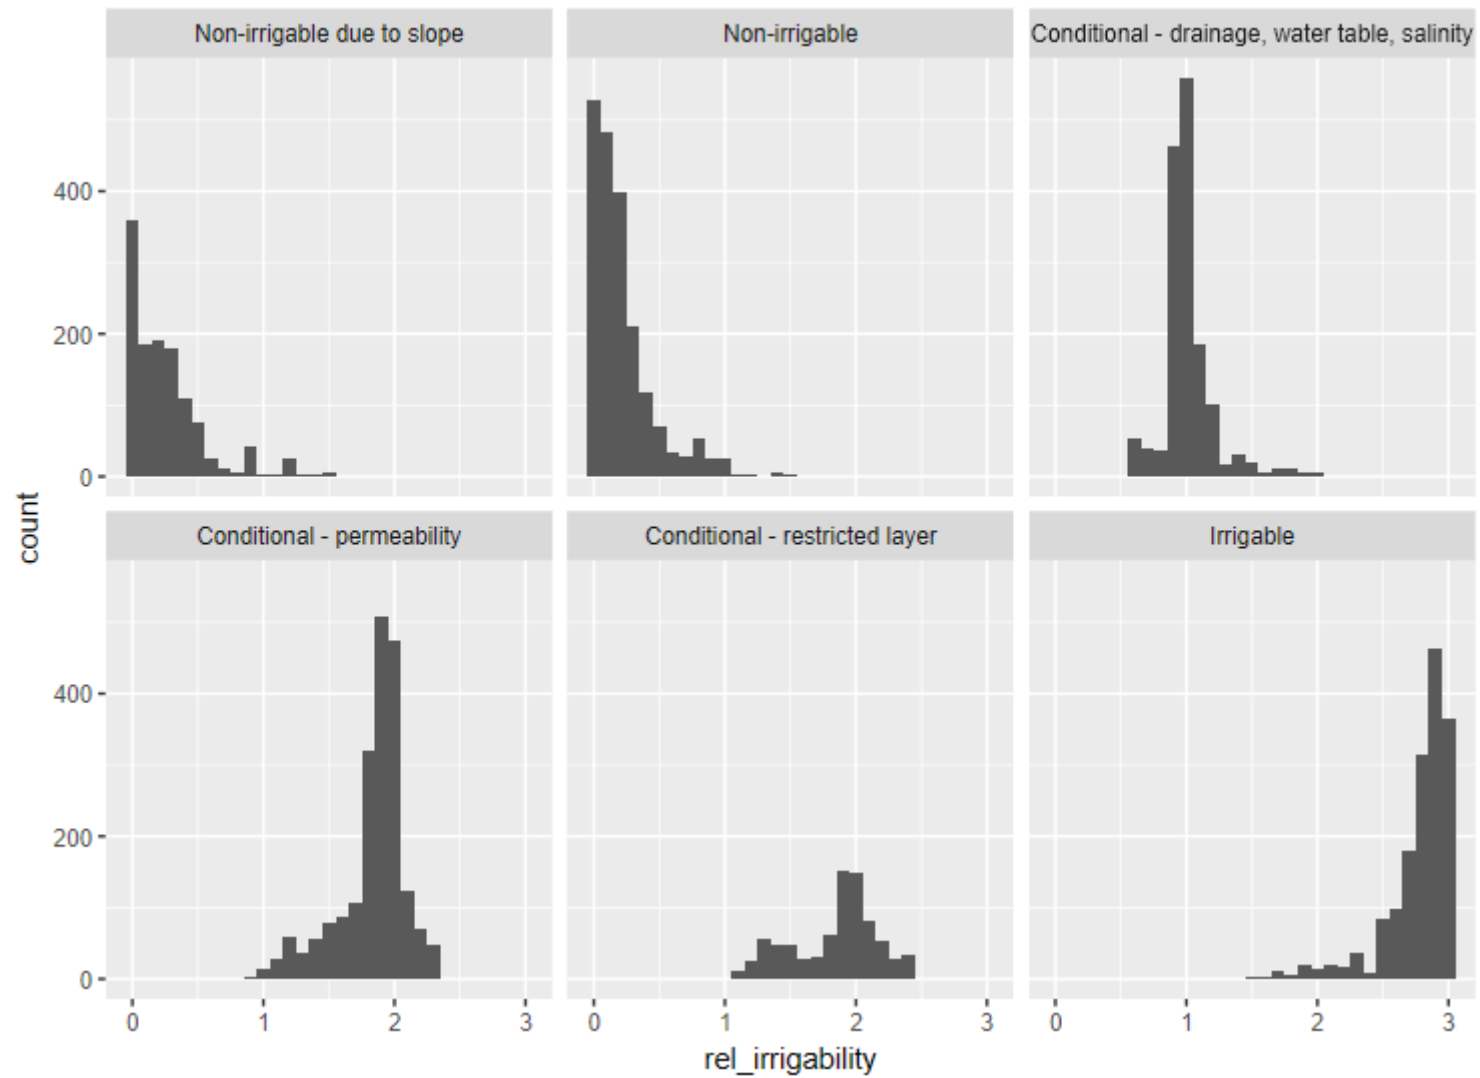 Non-irrigable due to slope
Non-irrigable
Conditional - drainage, water table, salinity
400
200
0
count
Conditional - permeability
Conditional - restricted layer
Irrigable
400
200
0
0 1 2 3
0 1 2 3
0 1 2 3
rel_irrigability